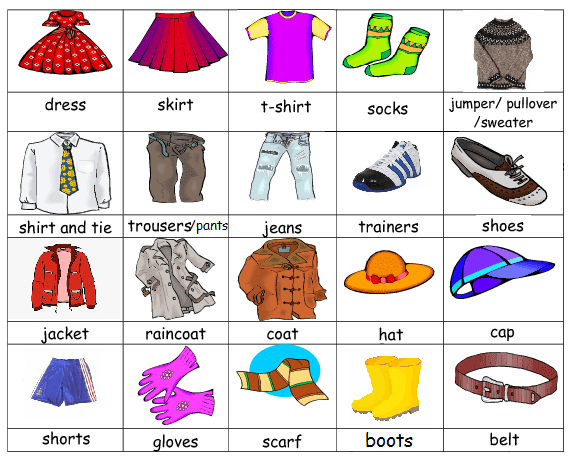 dress
skirt
t-shirt
socks
jumper/ pullover
/sweater
shirt and tie
trousers/pants
jeans
trainers
shoes
jacket
raincoat
coat
hat
cap
shorts
gloves
scarf
boots
belt